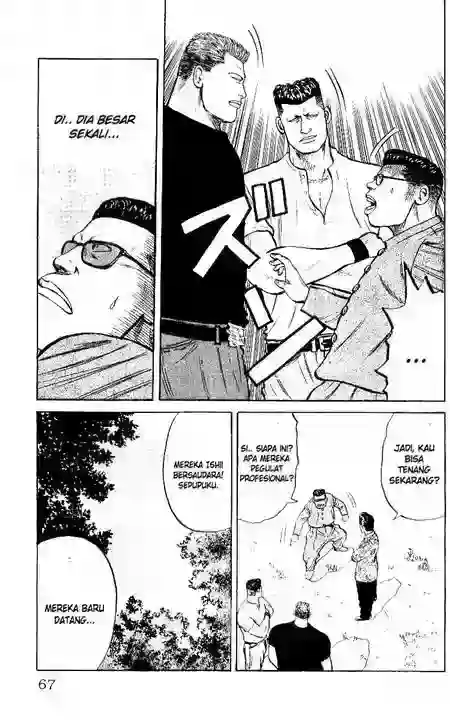 ...
DI.. DIA BESAR
SEKALI...
JADI, KAU
BISA
TENANG
SEKARANG?
SI.. SIAPA INI?
APA MEREKA
PEGULAT
PROFESIONAL?
MEREKA ISHII
BERSAUDARA!
SEPUPUKU.
MEREKA BARU
DATANG...
67